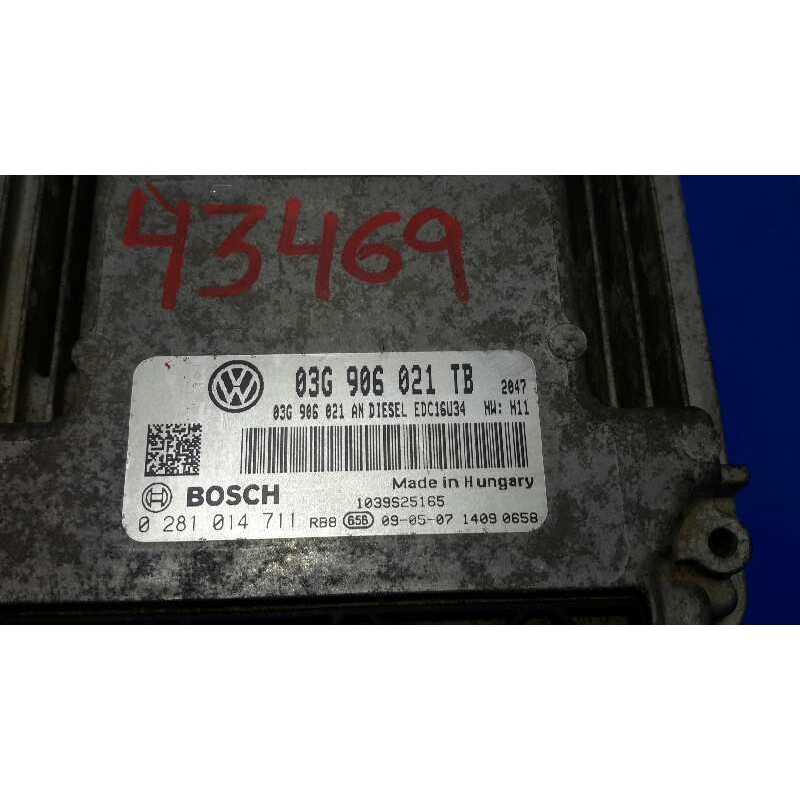 43469
VW
03G 906 021 TB 2047
03G 906 021 AN DIESEL EDC16U34 HW: H11
Made in Hungary
BOSCH 1039S25165
0 281 014 711 RB8 65B 09-05-07 1409 0658